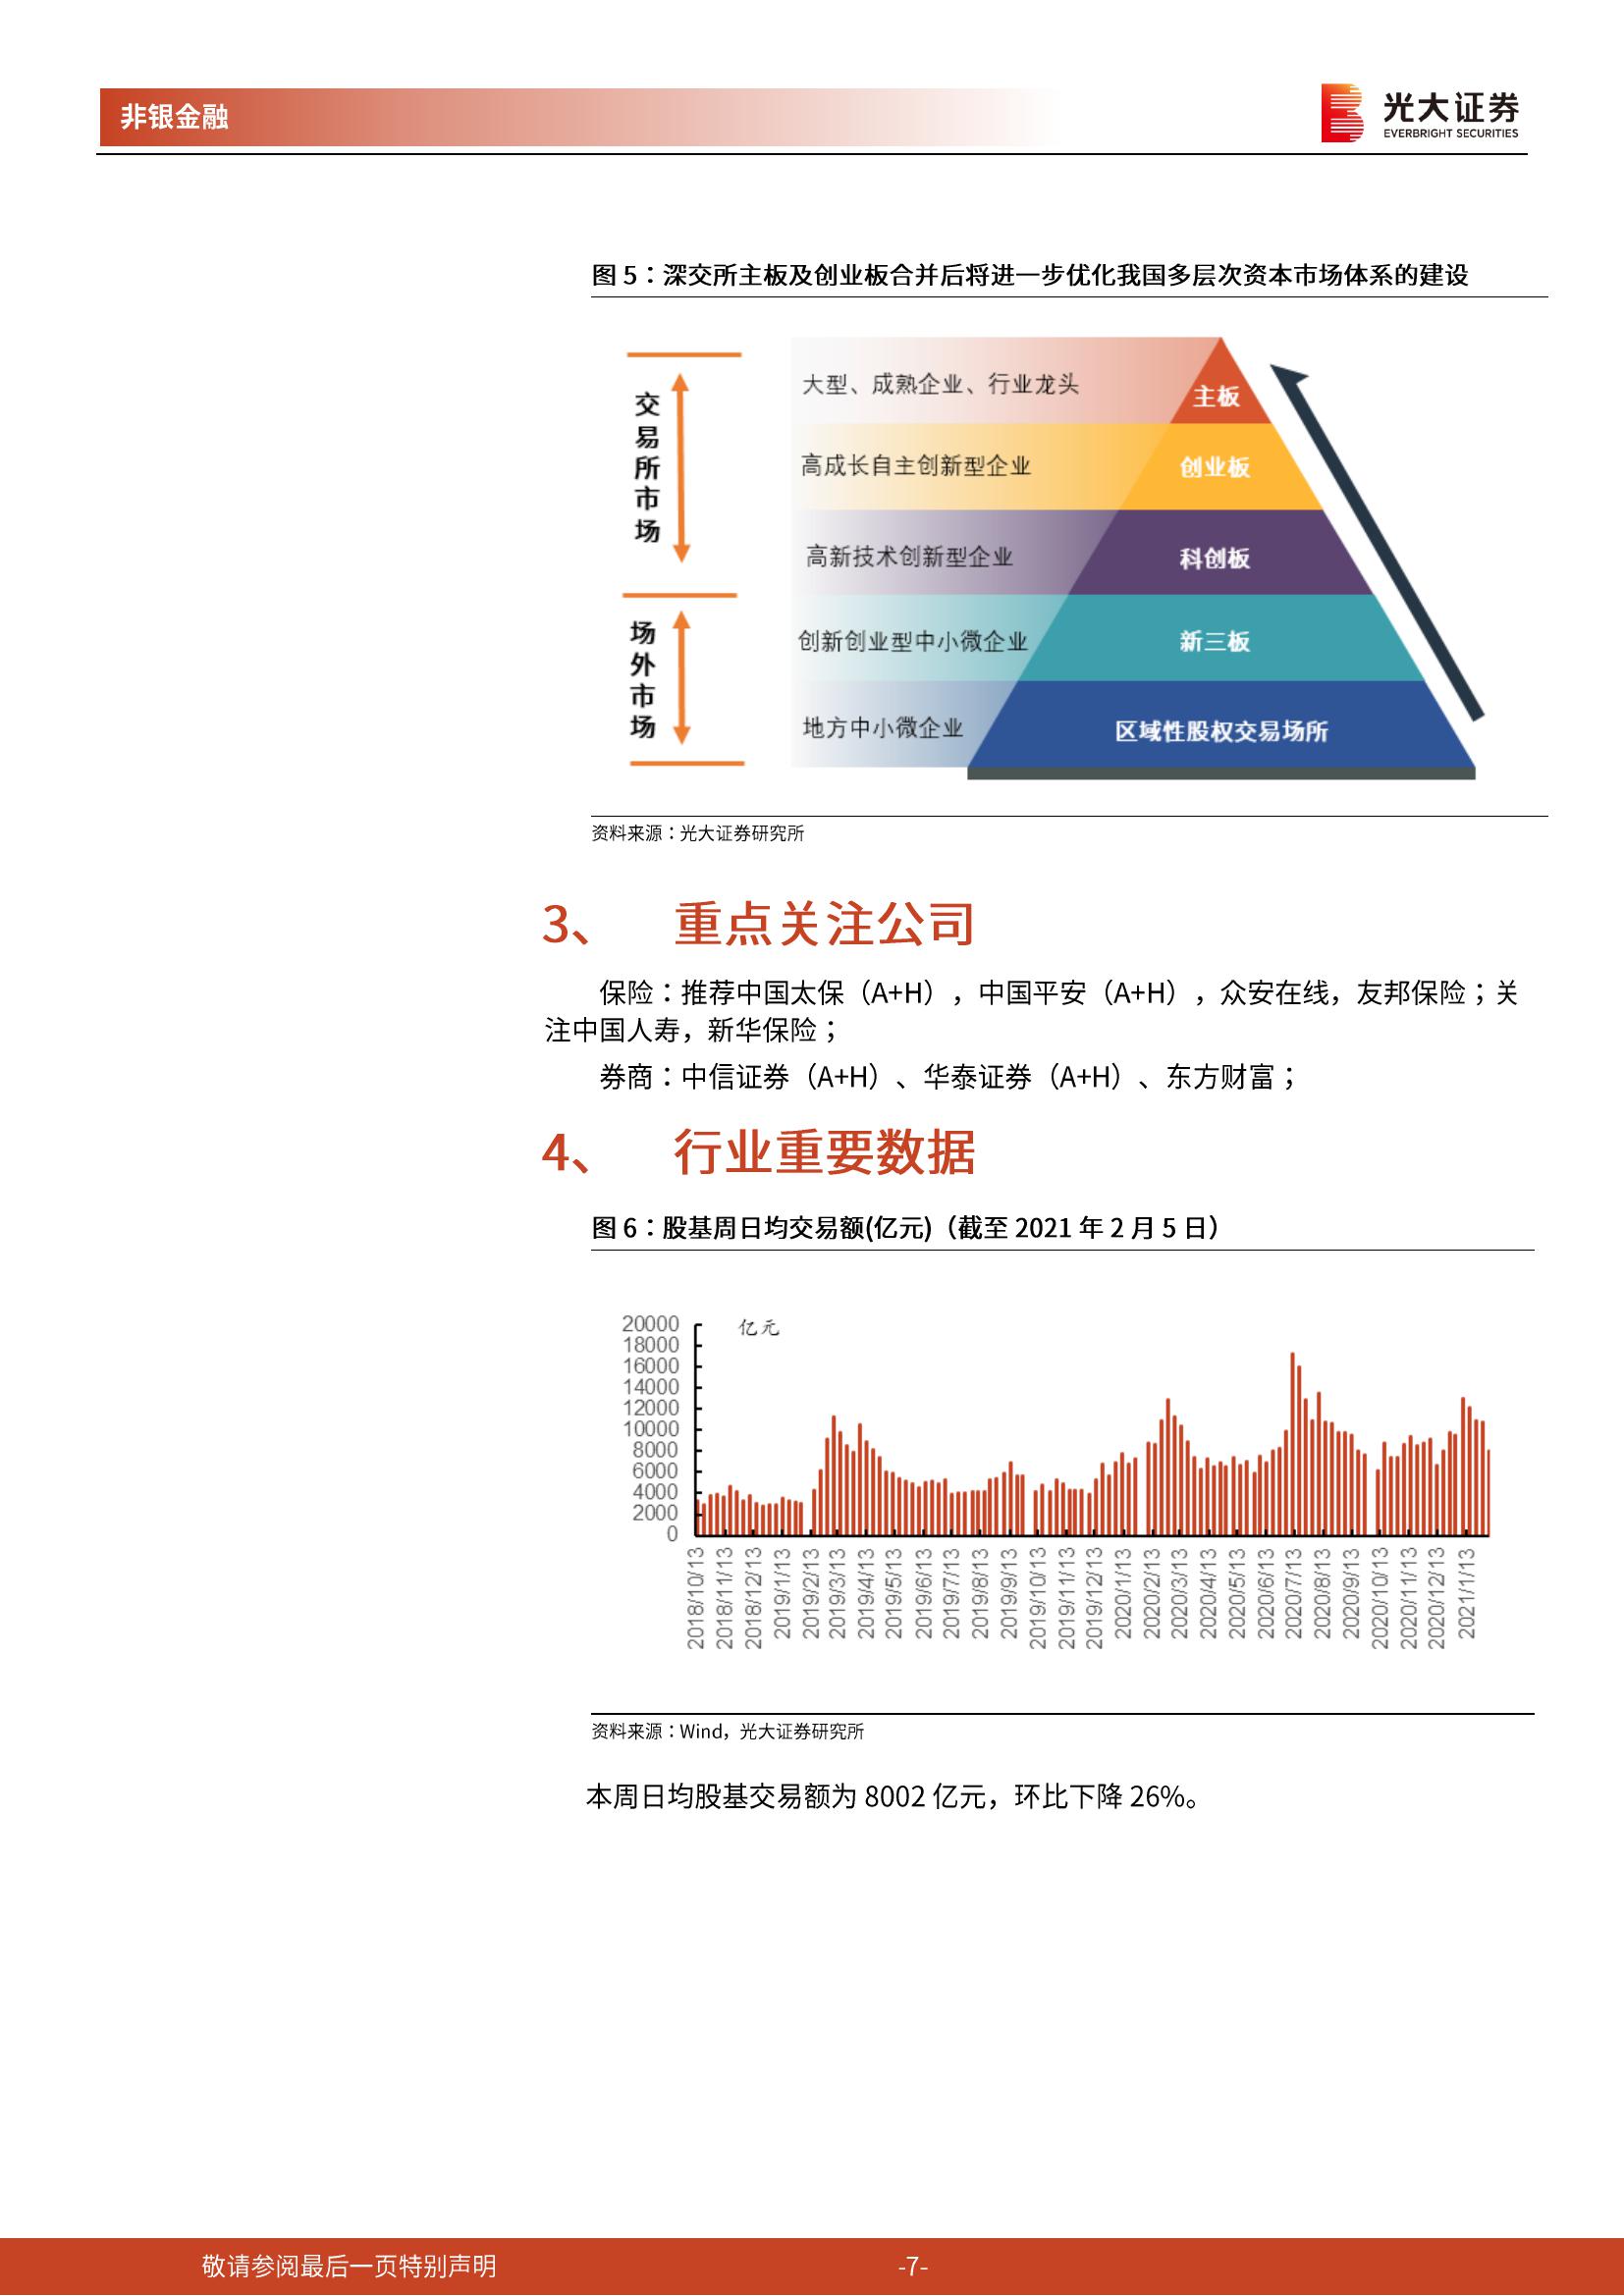 非银金融
光大证券
EVERBRIGHT SECURITIES
图 5：深交所主板及创业板合并后将进一步优化我国多层次资本市场体系的建设
交易所市场
场外市场
大型、成熟企业、行业龙头
主板
高成长自主创新型企业
创业板
高新技术创新型企业
科创板
创新创业型中小微企业
新三板
地方中小微企业
区域性股权交易场所
资料来源：光大证券研究所
3、 重点关注公司
保险：推荐中国太保（A+H），中国平安（A+H），众安在线，友邦保险；关
注中国人寿，新华保险；
券商：中信证券（A+H）、华泰证券（A+H）、东方财富；
4、 行业重要数据
图 6：股基周日均交易额(亿元)（截至 2021 年 2 月 5 日）
亿元
20000
18000
16000
14000
12000
10000
8000
6000
4000
2000
0
2018/10/13
2018/11/13
2018/12/13
2019/1/13
2019/2/13
2019/3/13
2019/4/13
2019/5/13
2019/6/13
2019/7/13
2019/8/13
2019/9/13
2019/10/13
2019/11/13
2019/12/13
2020/1/13
2020/2/13
2020/3/13
2020/4/13
2020/5/13
2020/6/13
2020/7/13
2020/8/13
2020/9/13
2020/10/13
2020/11/13
2020/12/13
2021/1/13
资料来源：Wind，光大证券研究所
本周日均股基交易额为 8002 亿元，环比下降 26%。
敬请参阅最后一页特别声明
-7-